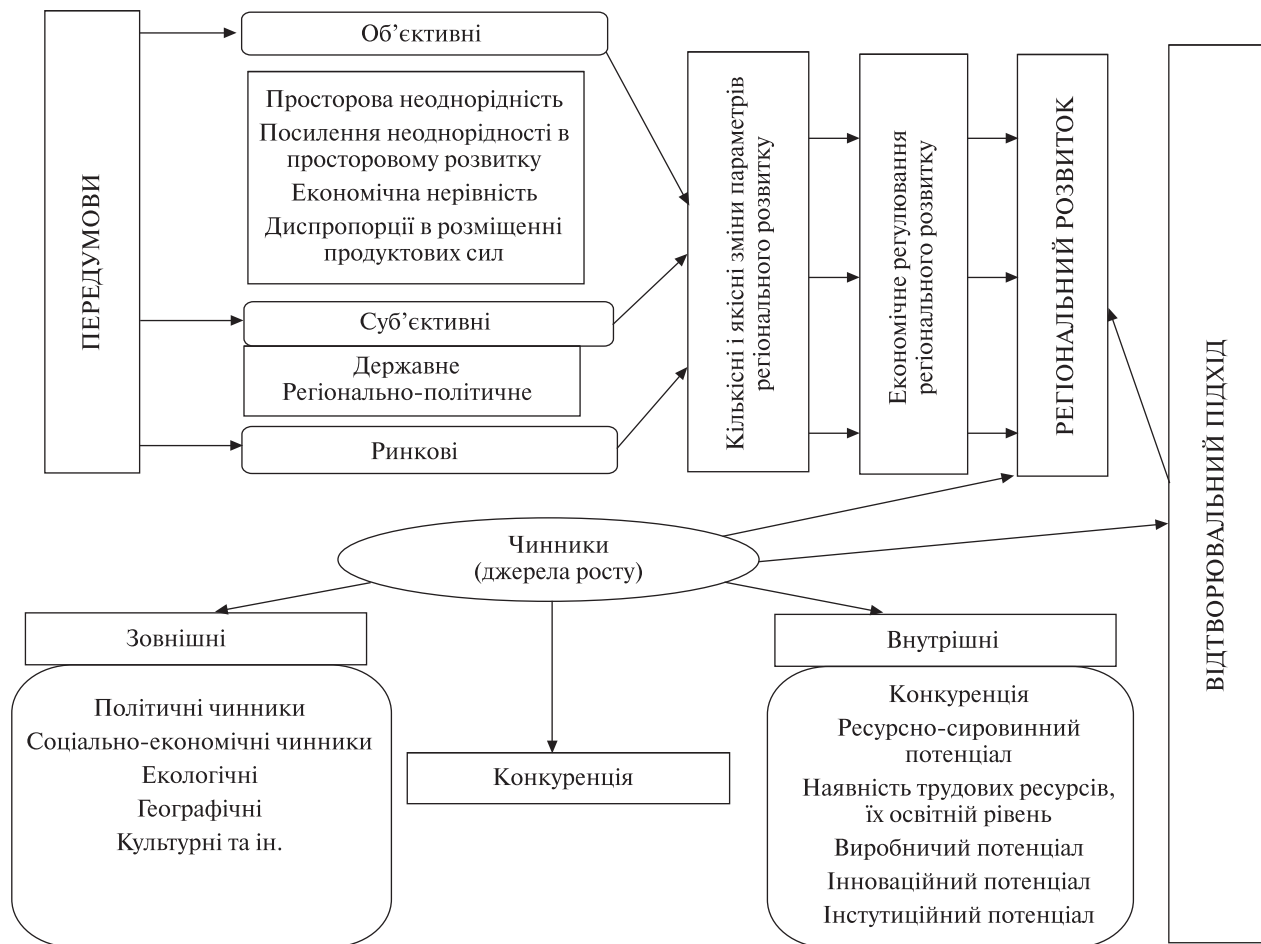 ПЕРЕДУМОВИ
Об’єктивні
Просторова неоднорідність
Посилення неоднорідності в
просторовому розвитку
Економічна нерівність
Диспропорції в розміщенні
продуктових сил
Суб’єктивні
Державне
Регіонально-політичне
Ринкові
Кількісні і якісні зміни параметрів
регіонального розвитку
Економічне регулювання
регіонального розвитку
РЕГІОНАЛЬНИЙ РОЗВИТОК
ВІДТВОРЮВАЛЬНИЙ ПІДХІД
Чинники
(джерела росту)
Зовнішні
Політичні чинники
Соціально-економічні чинники
Екологічні
Географічні
Культурні та ін.
Конкуренція
Внутрішні
Конкуренція
Ресурсно-сировинний
потенціал
Наявність трудових ресурсів,
їх освітній рівень
Виробничий потенціал
Інноваційний потенціал
Інстутиційний потенціал